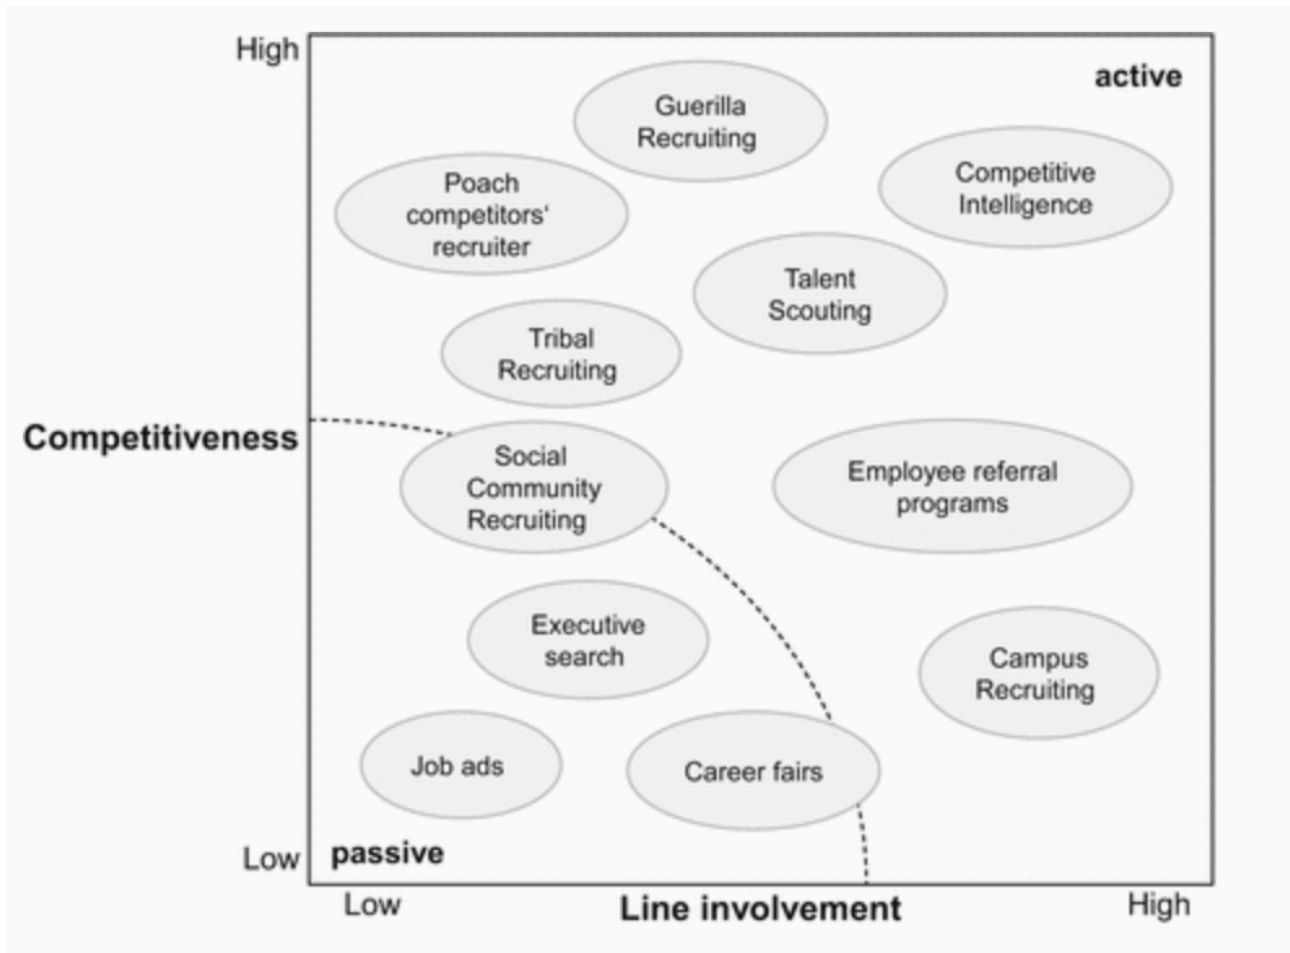 High
active
Guerilla
Recruiting
Competitive
Intelligence
Poach
competitors'
recruiter
Talent
Scouting
Tribal
Recruiting
Competitiveness
Social
Community
Recruiting
Employee referral
programs
Executive
search
Campus
Recruiting
Job ads
Career fairs
Low
passive
Low
Line involvement
High